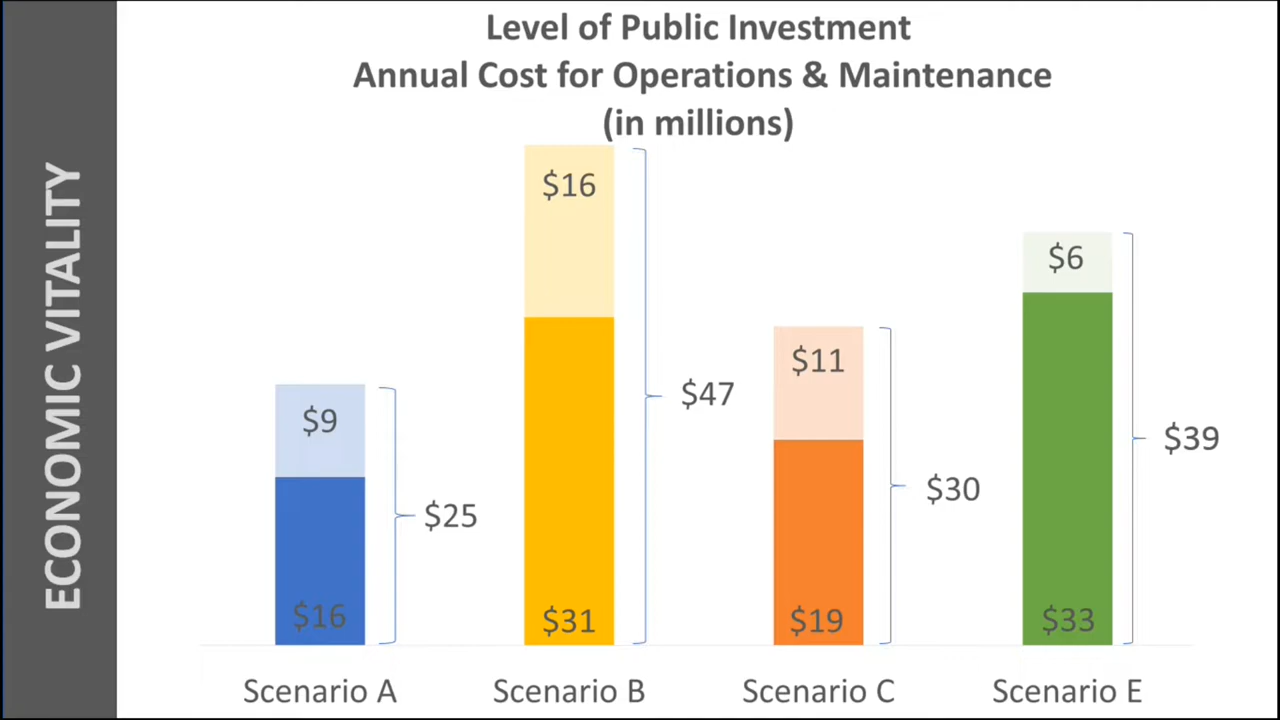 ECONOMIC VITALITY
Level of Public Investment
Annual Cost for Operations & Maintenance
(in millions)
$9
$16
$25
$16
$31
$47
$11
$19
$30
$6
$33
$39
Scenario A
Scenario B
Scenario C
Scenario E